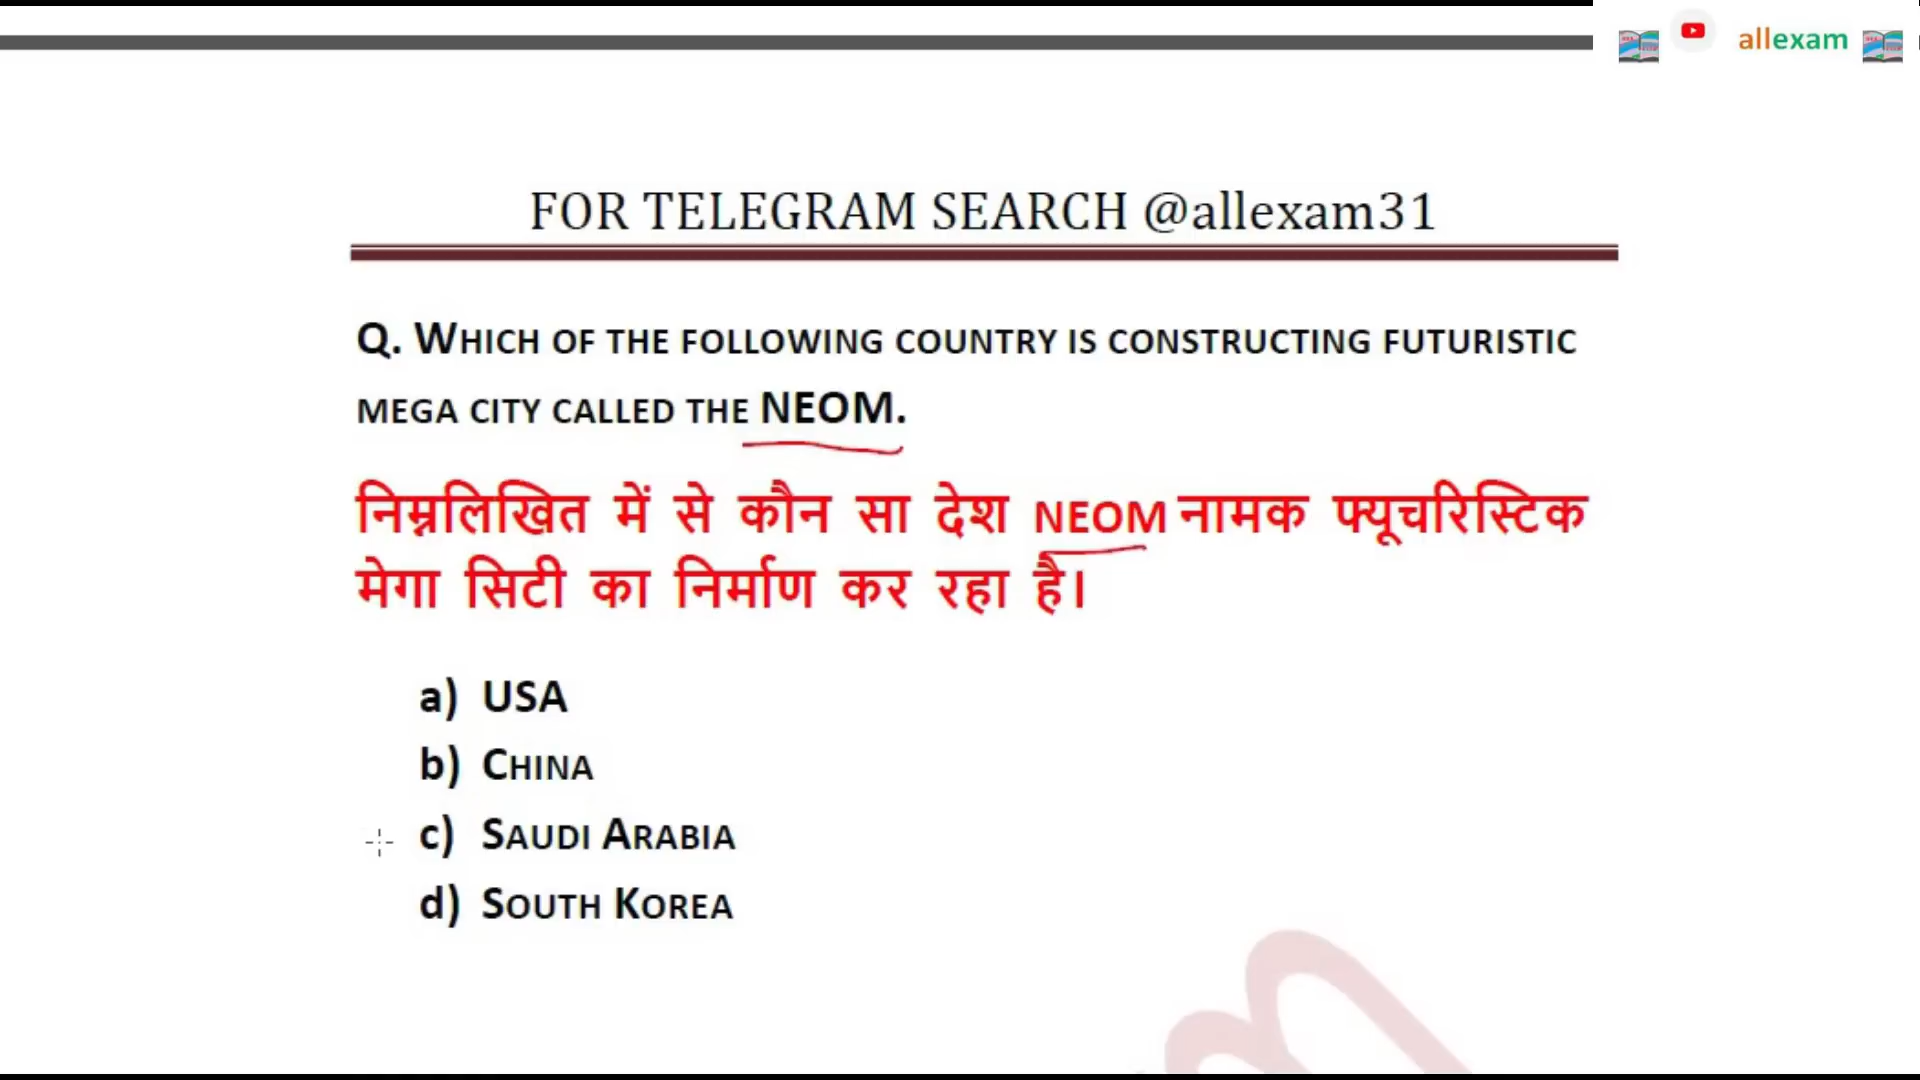 allexam
FOR TELEGRAM SEARCH @allexam31
Q. WHICH OF THE FOLLOWING COUNTRY IS CONSTRUCTING FUTURISTIC
MEGA CITY CALLED THE NEOM.
निम्नलिखित में से कौन सा देश NEOM नामक फ्यूचरिस्टिक
मेगा सिटी का निर्माण कर रहा है।
a) USA
b) CHINA
c) SAUDI ARABIA
d) SOUTH KOREA